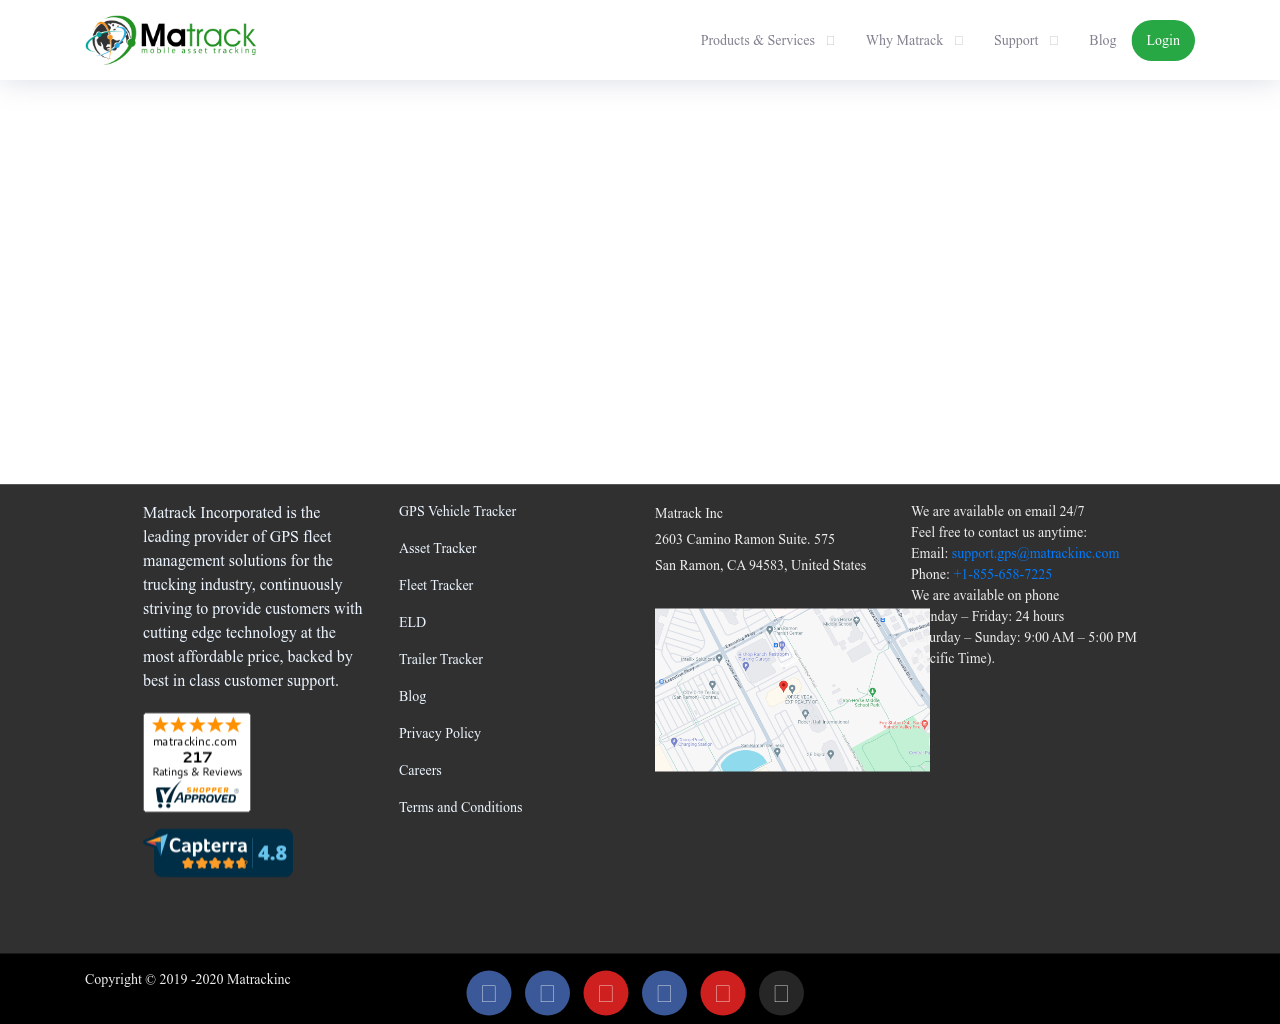 Matrack
mobile asset tracking
Products & Services
Why Matrack
Support
Blog
Login
Matrack Incorporated is the
leading provider of GPS fleet
management solutions for the
trucking industry, continuously
striving to provide customers with
cutting edge technology at the
most affordable price, backed by
best in class customer support.
matrackinc.com
217
Ratings & Reviews
SHOPPER
APPROVED
Capterra 4.8
GPS Vehicle Tracker
Asset Tracker
Fleet Tracker
ELD
Trailer Tracker
Blog
Privacy Policy
Careers
Terms and Conditions
Matrack Inc
2603 Camino Ramon Suite. 575
San Ramon, CA 94583, United States
We are available on email 24/7
Feel free to contact us anytime:
Email: support.gps@matrackinc.com
Phone: +1-855-658-7225
We are available on phone
nday – Friday: 24 hours
urday – Sunday: 9:00 AM – 5:00 PM
cific Time).
Copyright © 2019 -2020 Matrackinc